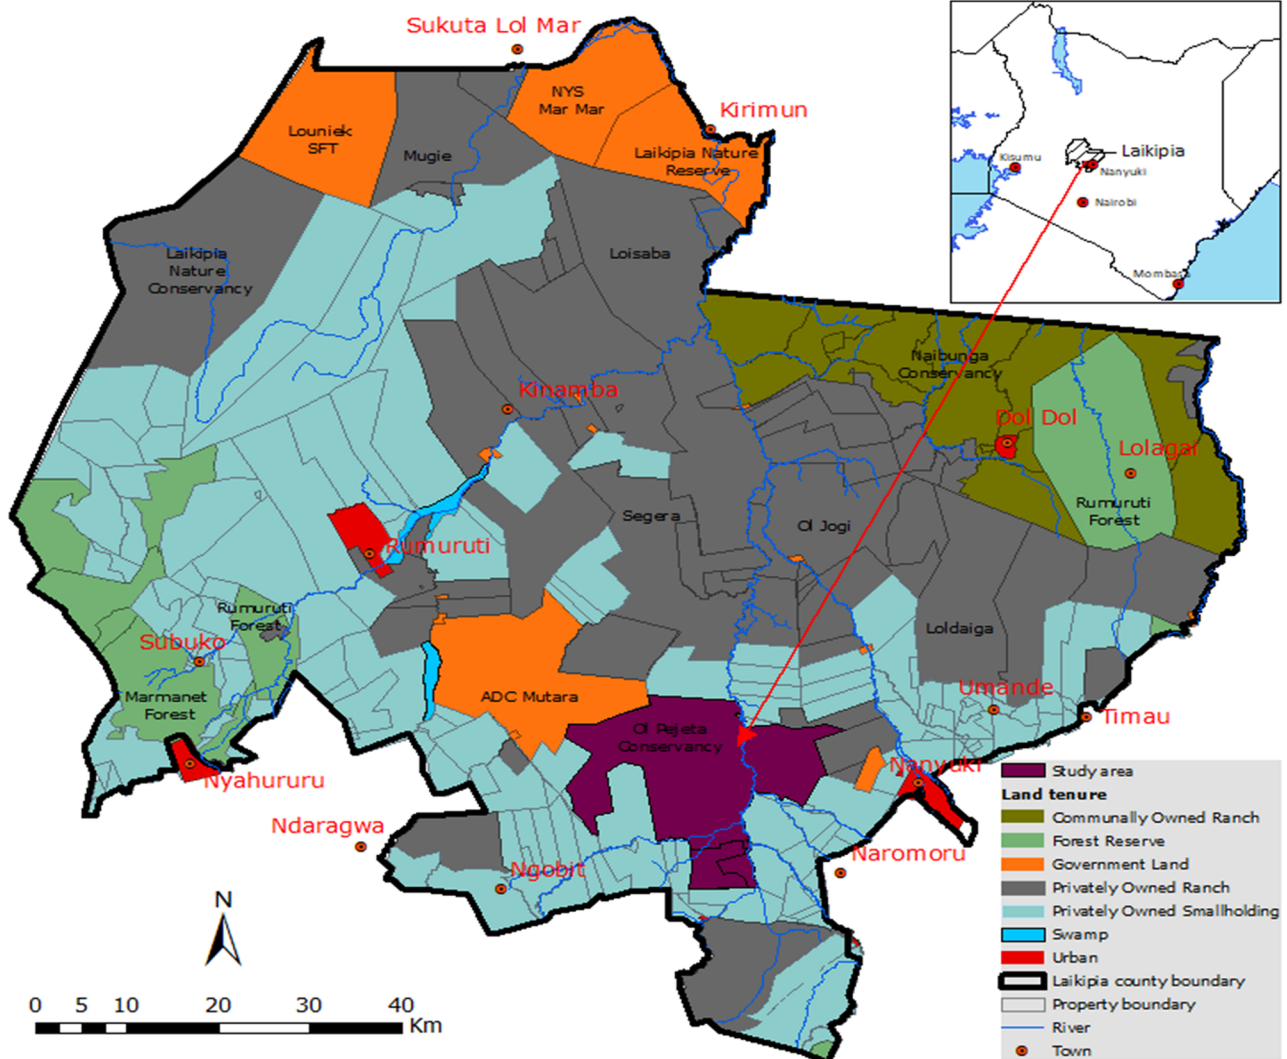 Sukuta Lol Mar
NYS
Mar Mar
Kirimun
Louniek
SFT
Mugie
Laikipia Nature
Reserve
Kisumu
Laikipia
Nanyuki
Nairobi
Mombasa
Laikipia
Nature
Conservancy
Loisaba
Naibunga
Conservancy
Kinamba
Dol Dol
Lolagar
Rumuruti
Forest
Segera
Ol Jogi
Rumuruti
Rumuruti
Forest
Subuko
Loldaiga
Marmanet
Forest
ADC Mutara
Umande
Timau
Ol Pejeta
Conservancy
Nyahururu
Nanyuki
Ndaragwa
Ngobit
Naromoru
N
0 5 10 20 30 40
Km
Study area
Land tenure
Communally Owned Ranch
Forest Reserve
Government Land
Privately Owned Ranch
Privately Owned Smallholding
Swamp
Urban
Laikipia county boundary
Property boundary
River
Town